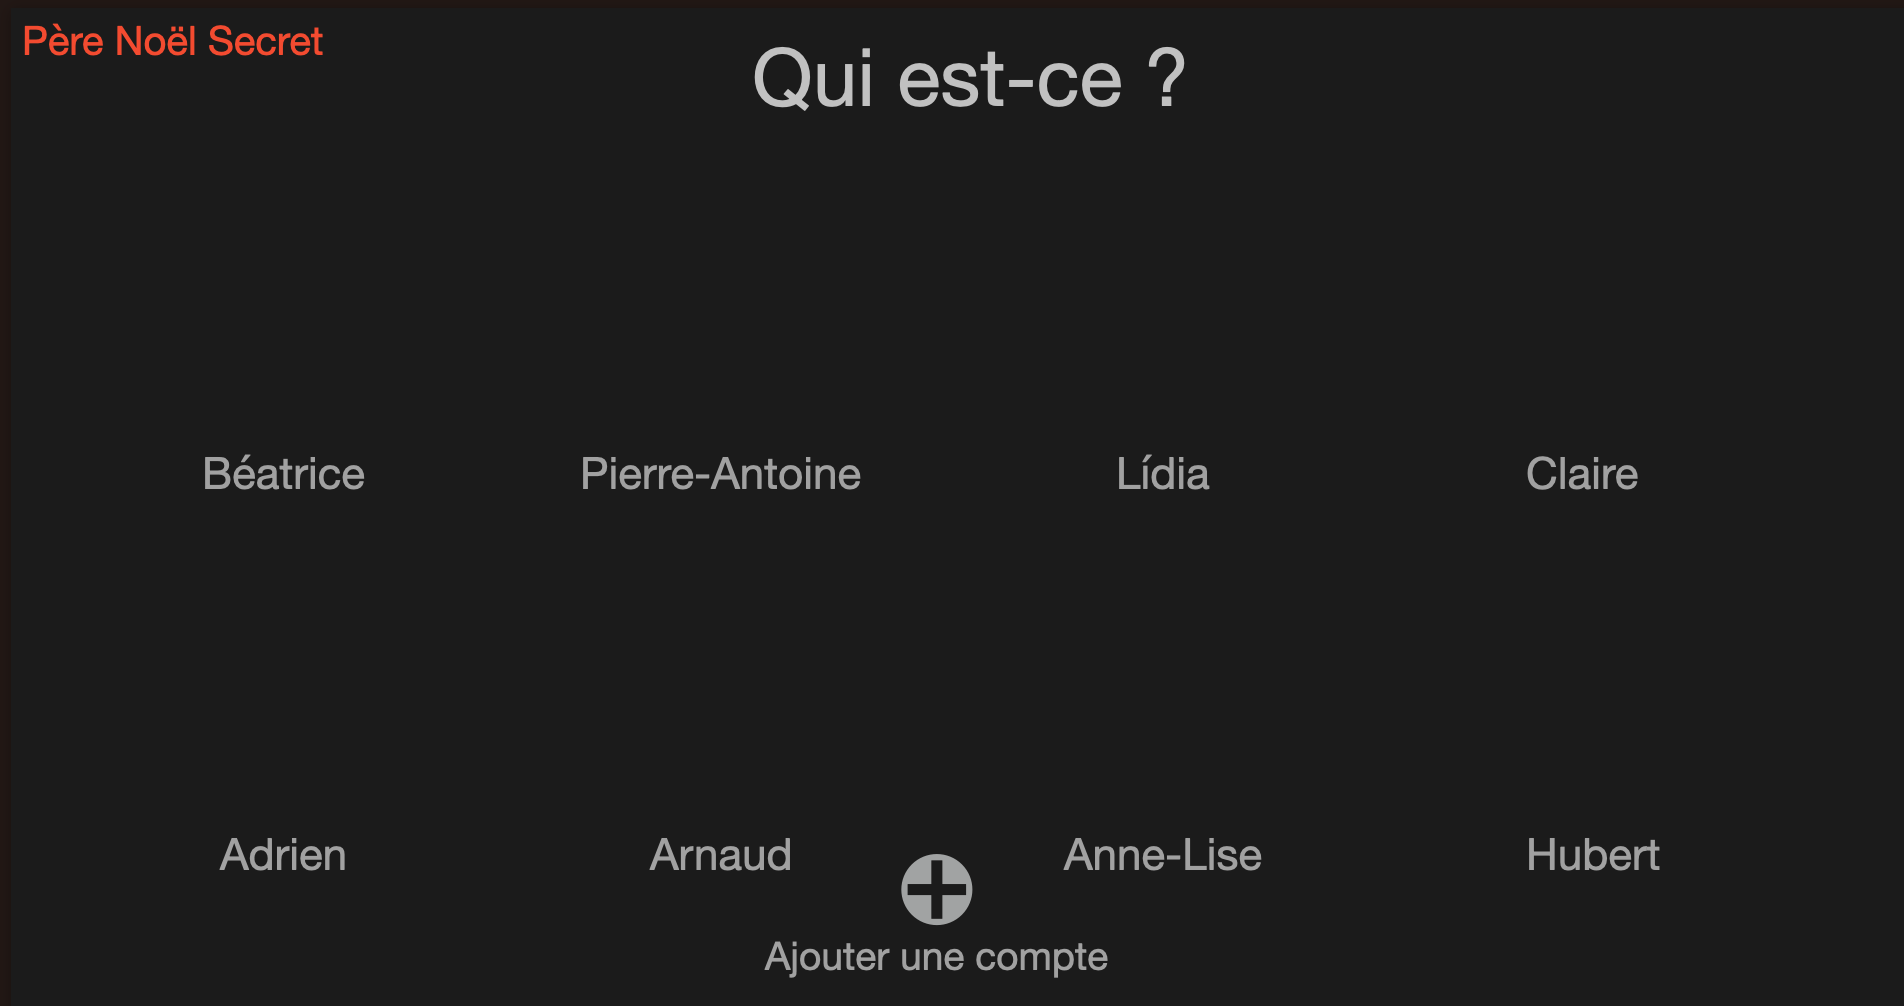 Père Noël Secret
Qui est-ce ?
Béatrice Pierre-Antoine Lídia Claire
Adrien Arnaud Anne-Lise Hubert
Ajouter une compte